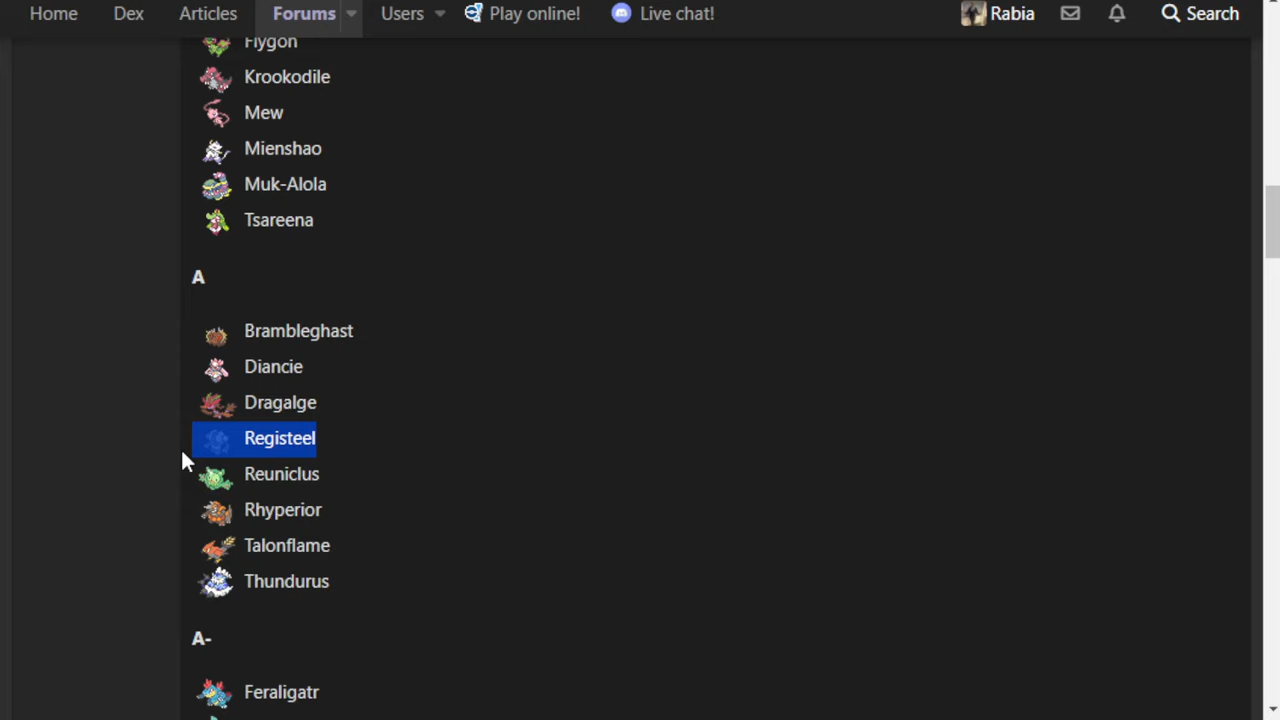 Home Dex Articles Forums Users Play online! Live chat! Rabia Search
Flygon
Krookodile
Mew
Mienshao
Muk-Alola
Tsareena
A
Brambleghast
Diancie
Dragalge
Registeel
Reuniclus
Rhyperior
Talonflame
Thundurus
A-
Feraligatr